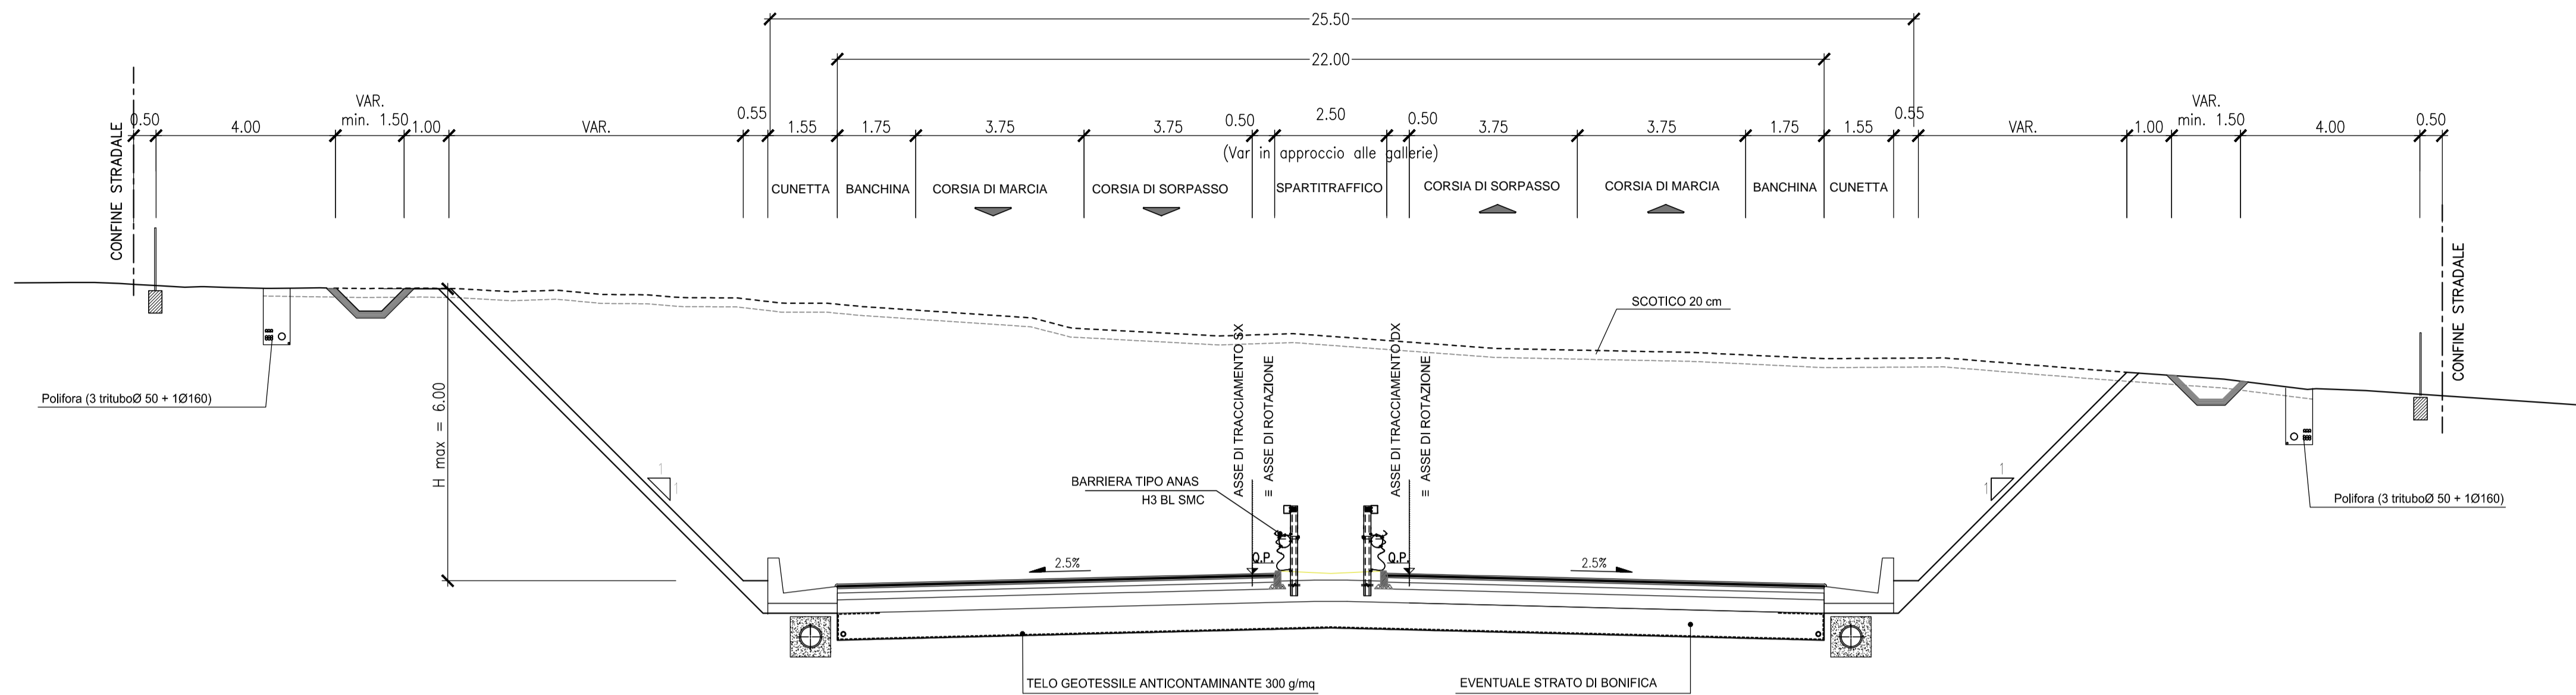 25.50
22.00
0.50
4.00
VAR.
min. 1.50
1.00
VAR.
0.55
1.55
1.75
3.75
3.75
0.50
2.50
0.50
3.75
3.75
1.75
1.55
0.55
VAR.
1.00
VAR.
min. 1.50
4.00
0.50
(Var in approccio alle gallerie)
CUNETTA
BANCHINA
CORSIA DI MARCIA
CORSIA DI SORPASSO
SPARTITRAFFICO
CORSIA DI SORPASSO
CORSIA DI MARCIA
BANCHINA
CUNETTA
CONFINE STRADALE
CONFINE STRADALE
SCOTICO 20 cm
Polifora (3 trituboØ 50 + 1Ø160)
H max = 6.00
1
1
ASSE DI TRACCIAMENTO SX
≡ ASSE DI ROTAZIONE
ASSE DI TRACCIAMENTO DX
≡ ASSE DI ROTAZIONE
BARRIERA TIPO ANAS
H3 BL SMC
1
1
Polifora (3 trituboØ 50 + 1Ø160)
Q.P.
Q.P.
2.5%
2.5%
TELO GEOTESSILE ANTICONTAMINANTE 300 g/mq
EVENTUALE STRATO DI BONIFICA